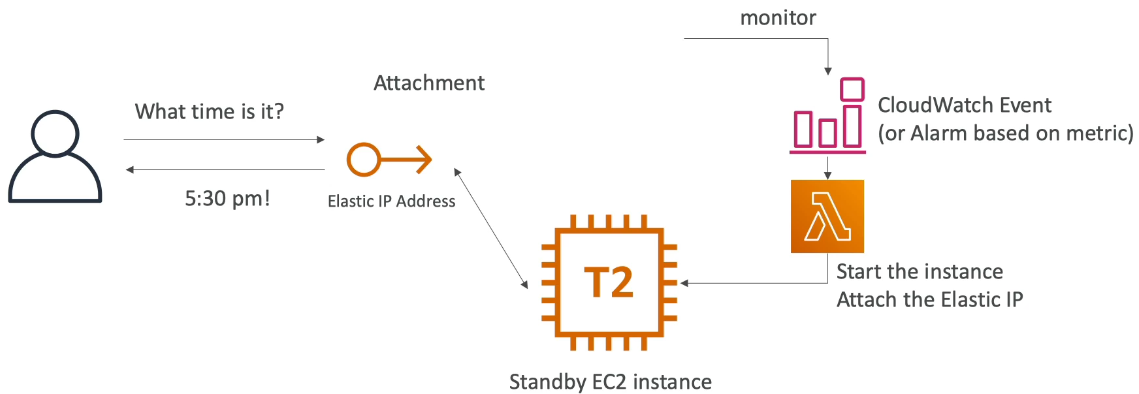 monitor
Attachment
What time is it?
CloudWatch Event
(or Alarm based on metric)
5:30 pm!
Elastic IP Address
T2
Start the instance
Attach the Elastic IP
Standby EC2 instance